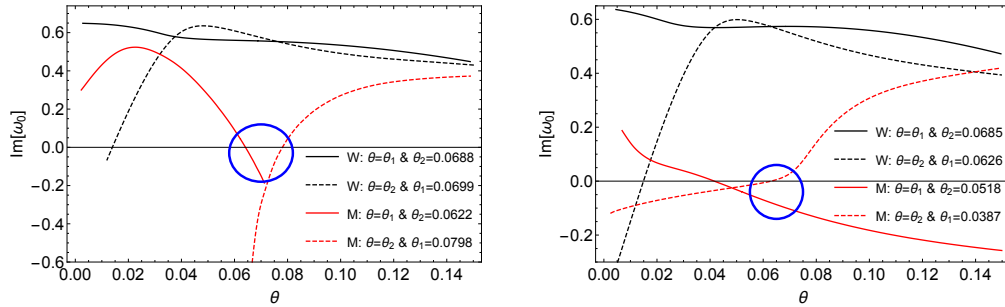 0.6
0.4
0.2
0.0
-0.2
-0.4
-0.6
Im[ω0]
0.00 0.02 0.04 0.06 0.08 0.10 0.12 0.14
θ
W: θ=θ1 & θ2=0.0688
W: θ=θ2 & θ1=0.0699
M: θ=θ1 & θ2=0.0622
M: θ=θ2 & θ1=0.0798
0.6
0.4
0.2
0.0
-0.2
Im[ω0]
0.00 0.02 0.04 0.06 0.08 0.10 0.12 0.14
θ
W: θ=θ1 & θ2=0.0685
W: θ=θ2 & θ1=0.0626
M: θ=θ1 & θ2=0.0518
M: θ=θ2 & θ1=0.0387